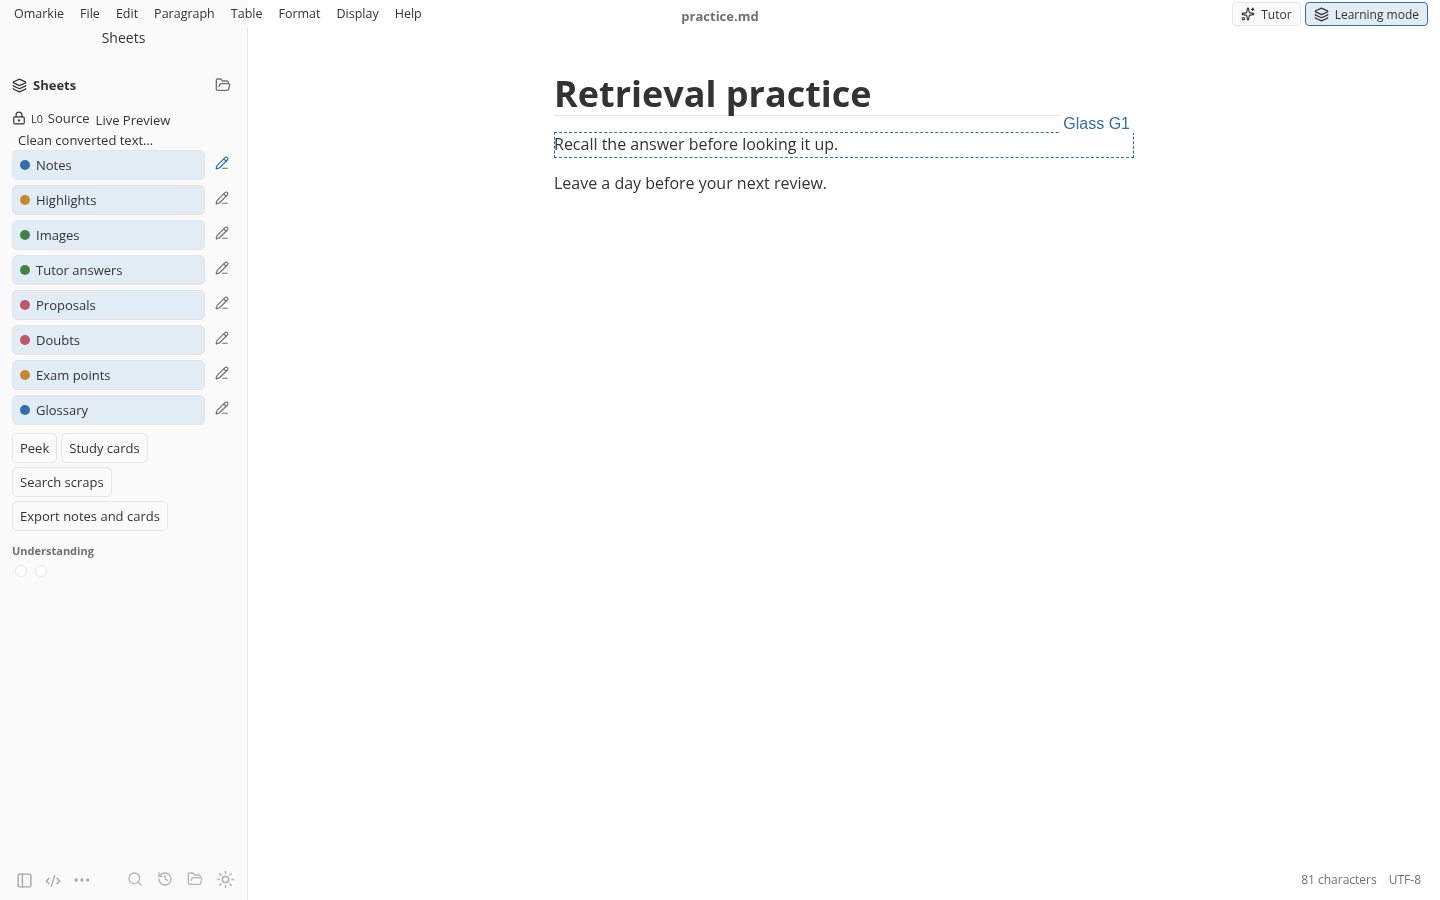 Omarkie File Edit Paragraph Table Format Display Help
practice.md
Tutor
Learning mode
Sheets
Sheets
L0 Source Live Preview
Clean converted text...
Notes
Highlights
Images
Tutor answers
Proposals
Doubts
Exam points
Glossary
Peek
Study cards
Search scraps
Export notes and cards
Understanding
Retrieval practice
Glass G1
Recall the answer before looking it up.
Leave a day before your next review.
81 characters UTF-8